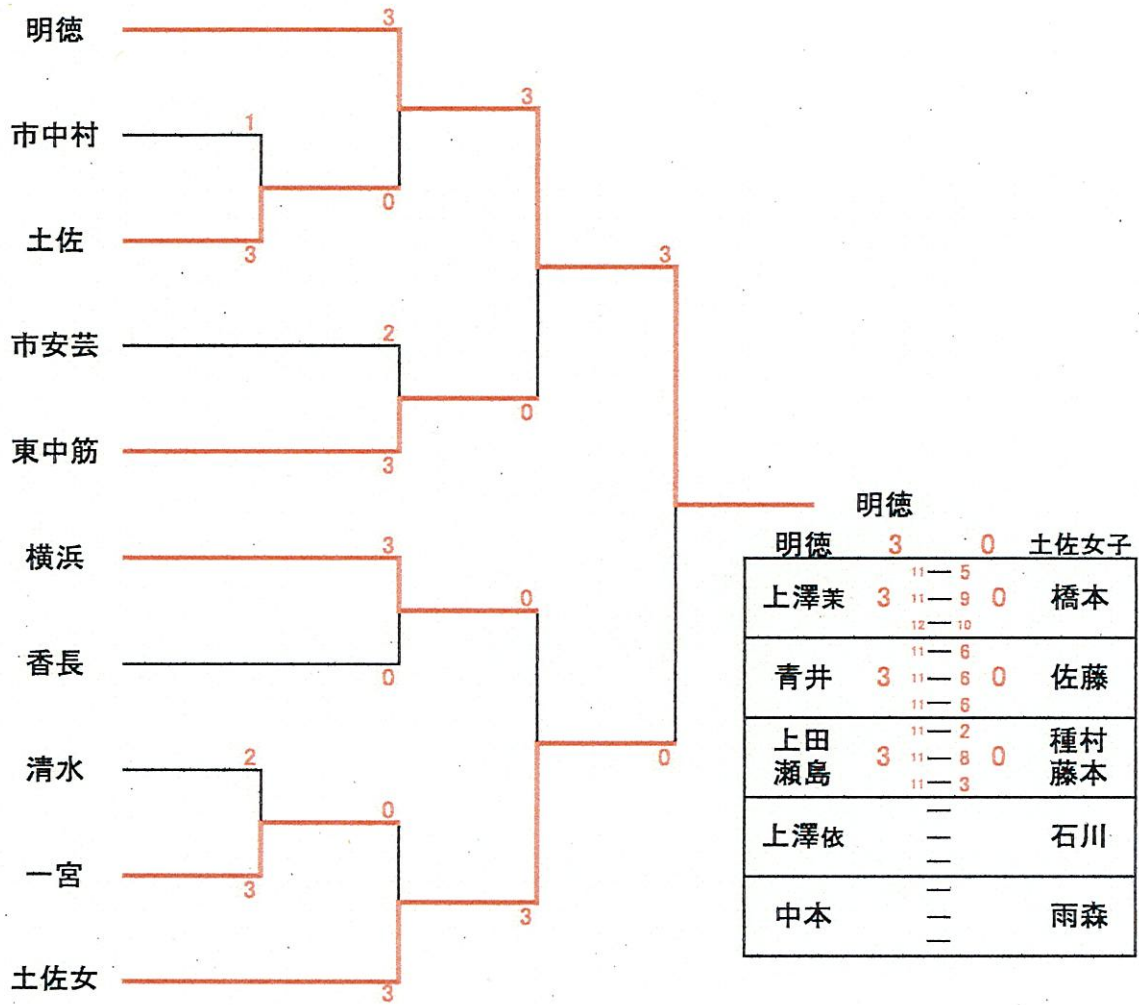 明徳
3
3
市中村
1
0
土佐
3
3
市安芸
2
0
東中筋
3
明徳
横浜
3
0
香長
0
0
清水
2
0
一宮
3
3
土佐女
3
明徳 3 0 土佐女子
上澤茉 3 0 橋本
11 — 5
11 — 9
12 — 10
青井 3 0 佐藤
11 — 6
11 — 6
11 — 6
上田 種村
瀬島 藤本
3 0
11 — 2
11 — 8
11 — 3
上澤依 石川
—
—
—
中本 雨森
—
—
—